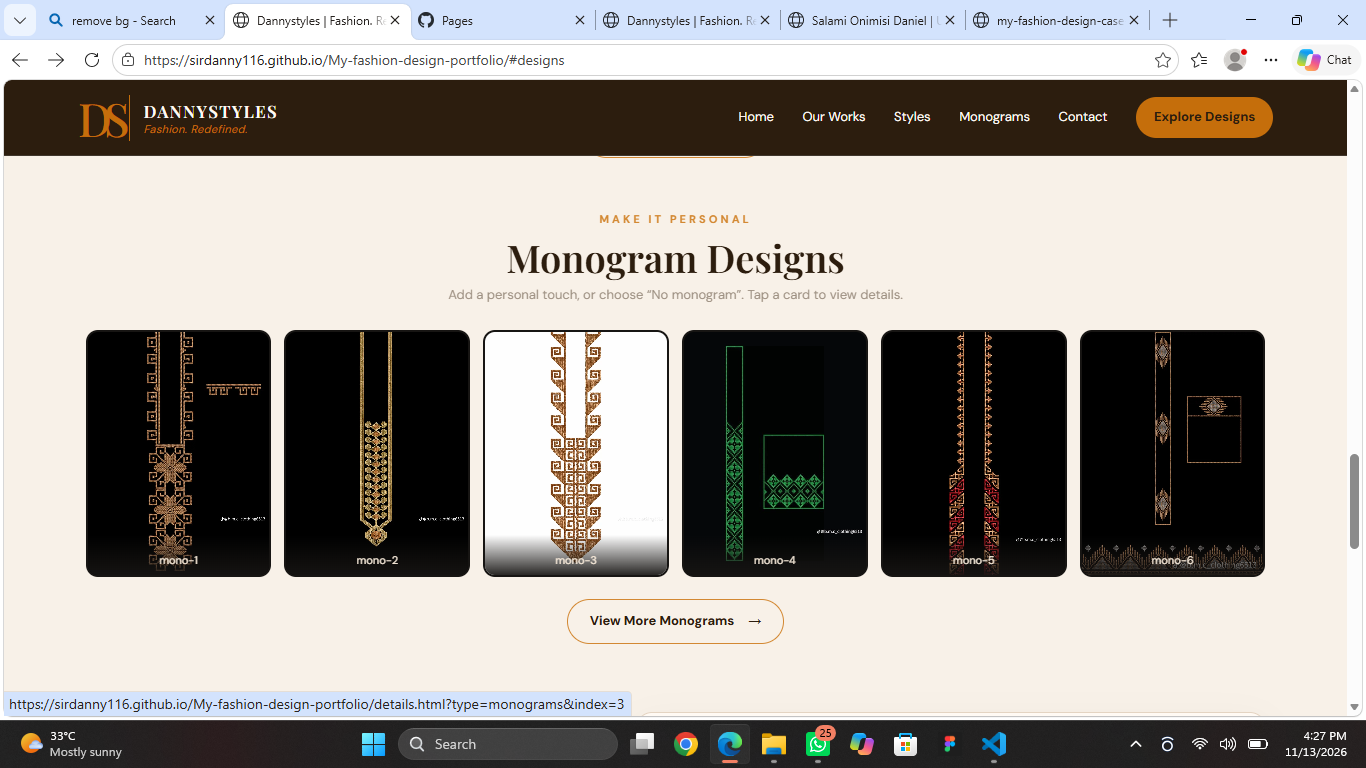 remove bg - Search
Dannystyles | Fashion. Re
Pages
Dannystyles | Fashion. R
Salami Onimisi Daniel | U
my-fashion-design-case
https://sirdanny116.github.io/My-fashion-design-portfolio/#designs
Chat
DS
DANNYSTYLES
Fashion. Redefined.
Home
Our Works
Styles
Monograms
Contact
Explore Designs
MAKE IT PERSONAL
Monogram Designs
Add a personal touch, or choose “No monogram”. Tap a card to view details.
mono-1
mono-2
mono-3
mono-4
mono-5
mono-6
View More Monograms →
https://sirdanny116.github.io/My-fashion-design-portfolio/details.html?type=monograms&index=3
33°C
Mostly sunny
Search
25
4:27 PM
11/13/2026